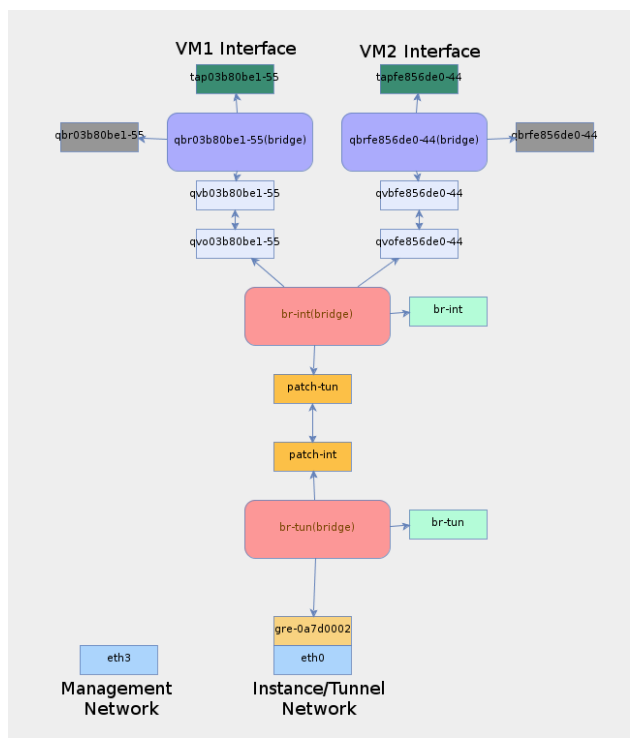 VM1 Interface
VM2 Interface
tap03b80be1-55
tapfe856de0-44
qbr03b80be1-55
qbr03b80be1-55(bridge)
qbrfe856de0-44(bridge)
qbrfe856de0-44
qvb03b80be1-55
qvbfe856de0-44
qvo03b80be1-55
qvofe856de0-44
br-int(bridge)
br-int
patch-tun
patch-int
br-tun(bridge)
br-tun
gre-0a7d0002
eth3
eth0
Management
Network
Instance/Tunnel
Network